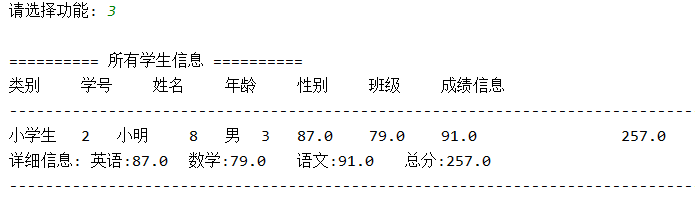 请选择功能: 3
========== 所有学生信息 ==========
类别 学号 姓名 年龄 性别 班级 成绩信息
----------------------------------------------------------------------------
小学生 2 小明 8 男 3 87.0 79.0 91.0 257.0
详细信息: 英语:87.0 数学:79.0 语文:91.0 总分:257.0
----------------------------------------------------------------------------